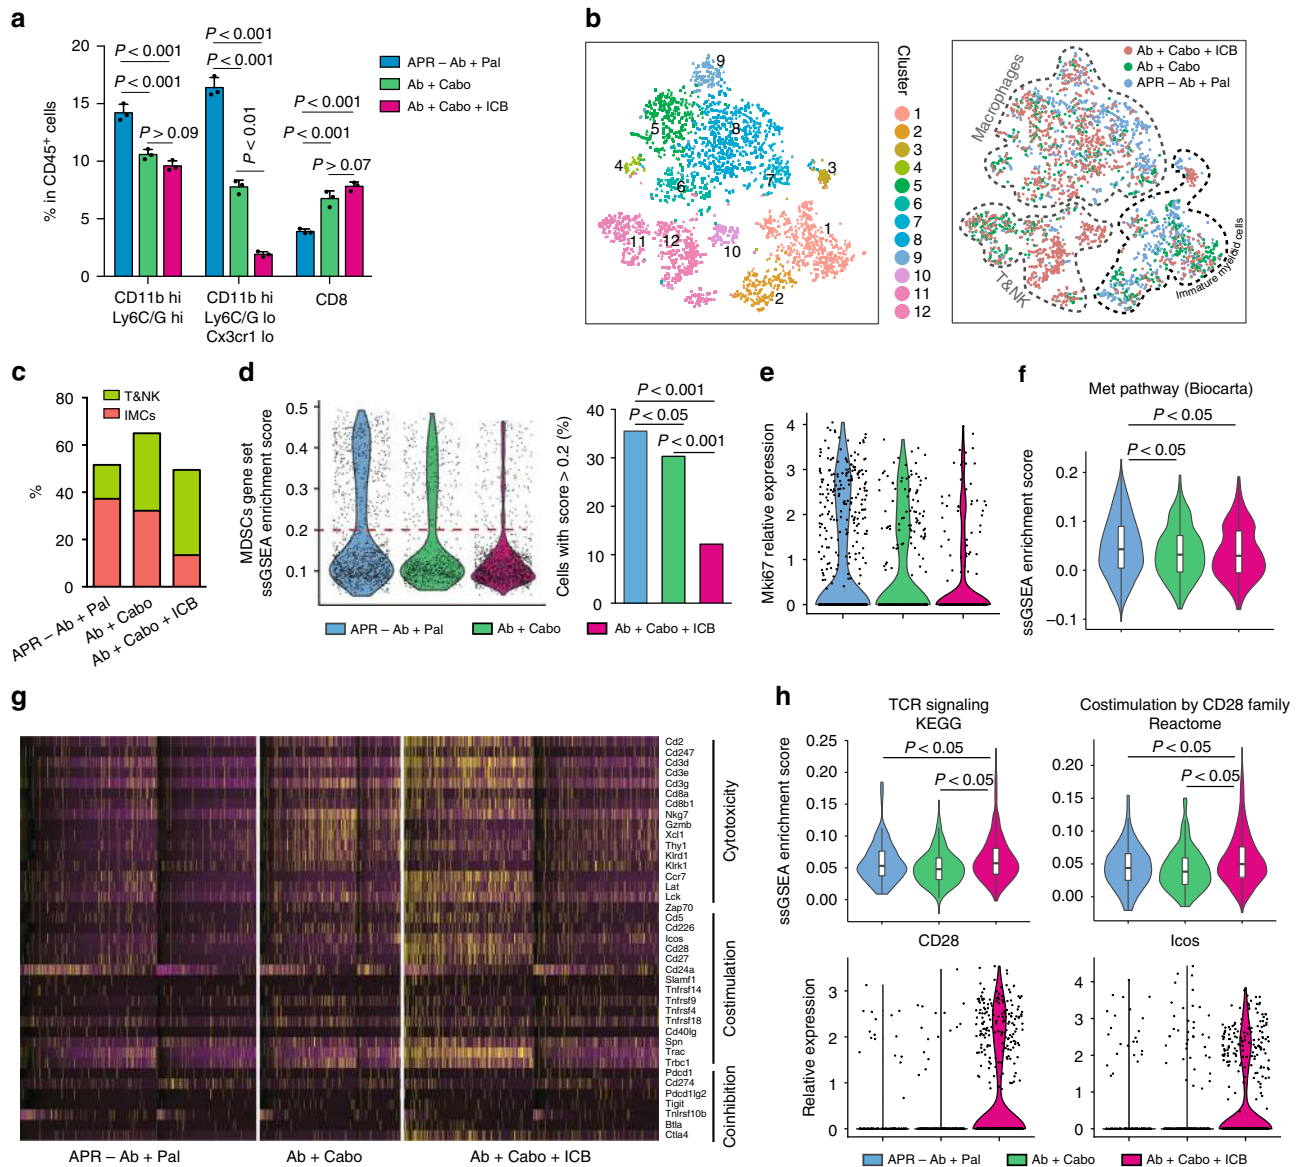 a
20
15
10
5
0
% in CD45+ cells
P < 0.001
P < 0.001
P > 0.09
P < 0.001
P < 0.001
P < 0.01
P < 0.001
P < 0.001
P > 0.07
APR – Ab + Pal
Ab + Cabo
Ab + Cabo + ICB
CD11b hi
Ly6C/G hi
CD11b hi
Ly6C/G lo
Cx3cr1 lo
CD8
b
9
5
8
4
3
6
7
1
11
12
10
2
Cluster
1
2
3
4
5
6
7
8
9
10
11
12
Ab + Cabo + ICB
Ab + Cabo
APR – Ab + Pal
Macrophages
T&NK
Immature myeloid cells
c
T&NK
IMCs
80
60
40
20
0
%
APR – Ab + Pal
Ab + Cabo
Ab + Cabo + ICB
d
MDSCs gene set
ssGSEA enrichment score
0.5
0.4
0.3
0.2
0.1
Cells with score > 0.2 (%)
40
30
20
10
0
P < 0.001
P < 0.05
P < 0.001
APR – Ab + Pal
Ab + Cabo
Ab + Cabo + ICB
e
Mki67 relative expression
4
3
2
1
0
f
Met pathway (Biocarta)
P < 0.05
P < 0.05
ssGSEA enrichment score
0.2
0.1
0.0
–0.1
g
Cd2
Cd247
Cd3d
Cd3e
Cd3g
Cd8a
Cd8b1
Nkg7
Gzmb
Xcl1
Thy1
Klrd1
Klrk1
Ccr7
Lat
Lck
Zap70
Cd5
Cd226
Icos
Cd28
Cd27
Cd24a
Slamf1
Tnfrsf14
Tnfrsf9
Tnfrsf4
Tnfrsf18
Cd40lg
Spn
Trac
Trbc1
Pdcd1
Cd274
Pdcd1lg2
Tigit
Tnlrsf10b
Btla
Ctla4
Cytotoxicity
Costimulation
Coinhibition
APR – Ab + Pal
Ab + Cabo
Ab + Cabo + ICB
h
TCR signaling
KEGG
P < 0.05
P < 0.05
ssGSEA enrichment score
0.25
0.20
0.15
0.10
0.05
0.00
Costimulation by CD28 family
Reactome
P < 0.05
P < 0.05
0.20
0.15
0.10
0.05
0.00
CD28
Relative expression
3
2
1
0
Icos
4
3
2
1
0
APR – Ab + Pal
Ab + Cabo
Ab + Cabo + ICB